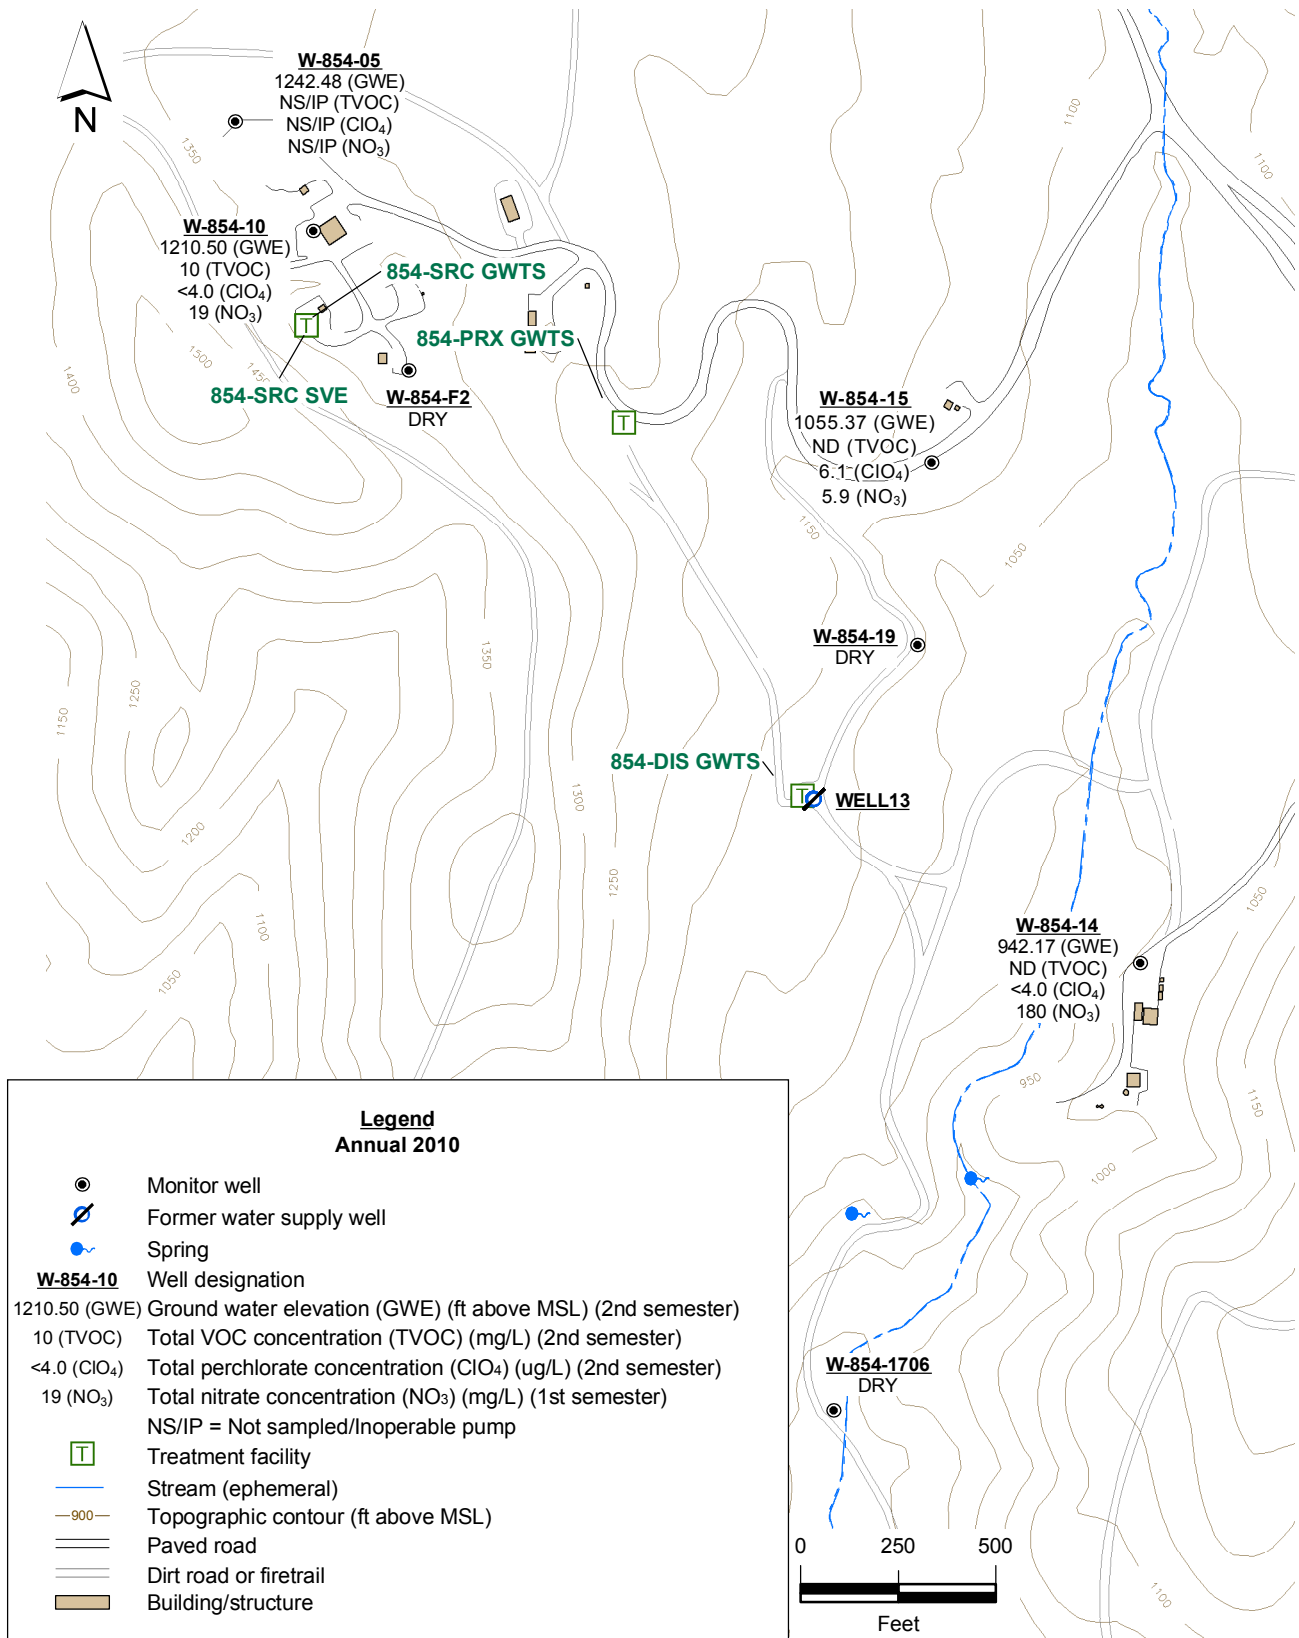 N
W-854-05
1242.48 (GWE)
NS/IP (TVOC)
NS/IP (ClO4)
NS/IP (NO3)
1350
1100
1100
W-854-10
1210.50 (GWE)
10 (TVOC)
<4.0 (ClO4)
19 (NO3)
854-SRC GWTS
T
854-PRX GWTS
1500
1400
854-SRC SVE
W-854-F2
DRY
T
W-854-15
1055.37 (GWE)
ND (TVOC)
6.1 (ClO4)
5.9 (NO3)
1150
1050
W-854-19
DRY
1350
1250
1150
854-DIS GWTS
T
WELL13
1300
1200
1250
1100
1050
1050
W-854-14
942.17 (GWE)
ND (TVOC)
<4.0 (ClO4)
180 (NO3)
950
1150
1000
W-854-1706
DRY
1100
Legend
Annual 2010
Monitor well
Former water supply well
Spring
W-854-10 Well designation
1210.50 (GWE) Ground water elevation (GWE) (ft above MSL) (2nd semester)
10 (TVOC) Total VOC concentration (TVOC) (mg/L) (2nd semester)
<4.0 (ClO4) Total perchlorate concentration (ClO4) (ug/L) (2nd semester)
19 (NO3) Total nitrate concentration (NO3) (mg/L) (1st semester)
NS/IP = Not sampled/Inoperable pump
T Treatment facility
Stream (ephemeral)
900 Topographic contour (ft above MSL)
Paved road
Dirt road or firetrail
Building/structure
0 250 500
Feet